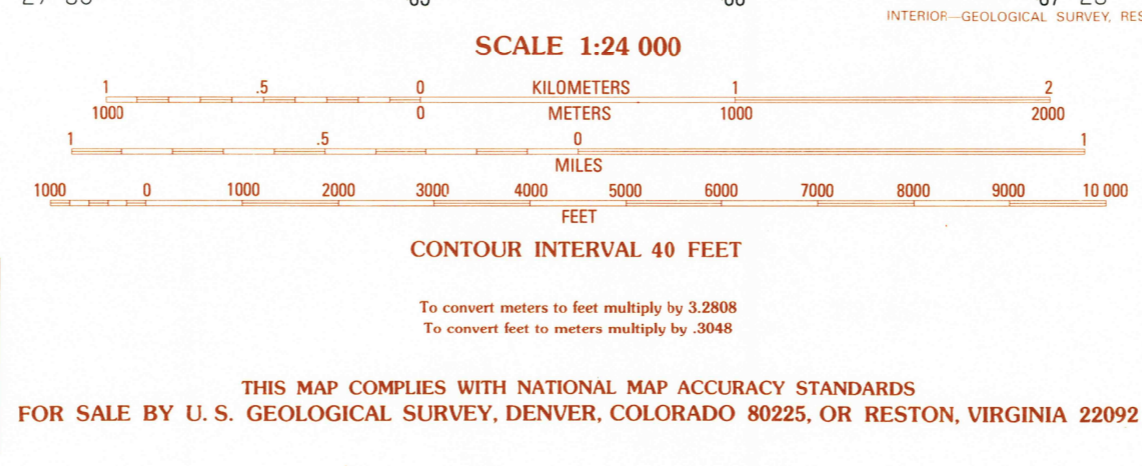 INTERIOR—GEOLOGICAL SURVEY, RES
SCALE 1:24 000
1 .5 0 KILOMETERS 1 2
1000 0 METERS 1000 2000
1 .5 0 1
MILES
1000 0 1000 2000 3000 4000 5000 6000 7000 8000 9000 10 000
FEET
CONTOUR INTERVAL 40 FEET
To convert meters to feet multiply by 3.2808
To convert feet to meters multiply by .3048
THIS MAP COMPLIES WITH NATIONAL MAP ACCURACY STANDARDS
FOR SALE BY U. S. GEOLOGICAL SURVEY, DENVER, COLORADO 80225, OR RESTON, VIRGINIA 22092